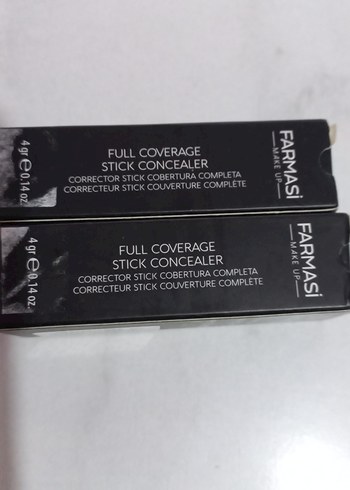 FULL COVERAGE
STICK CONCEALER
CORRECTOR STICK COBERTURA COMPLETA
CORRECTEUR STICK COUVERTURE COMPLÈTE
4 gr ℮ 0.14 oz
FARMASi
MAKE UP
FULL COVERAGE
STICK CONCEALER
CORRECTOR STICK COBERTURA COMPLETA
CORRECTEUR STICK COUVERTURE COMPLÈTE
4 gr ℮ 0.14 oz
FARMASi
MAKE UP